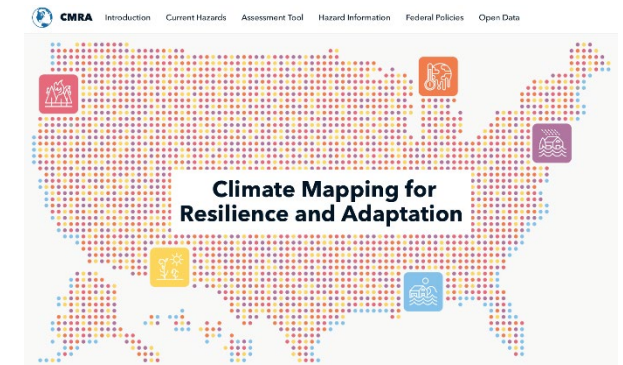 CMRA Introduction Current Hazards Assessment Tool Hazard Information Federal Policies Open Data
Climate Mapping for
Resilience and Adaptation